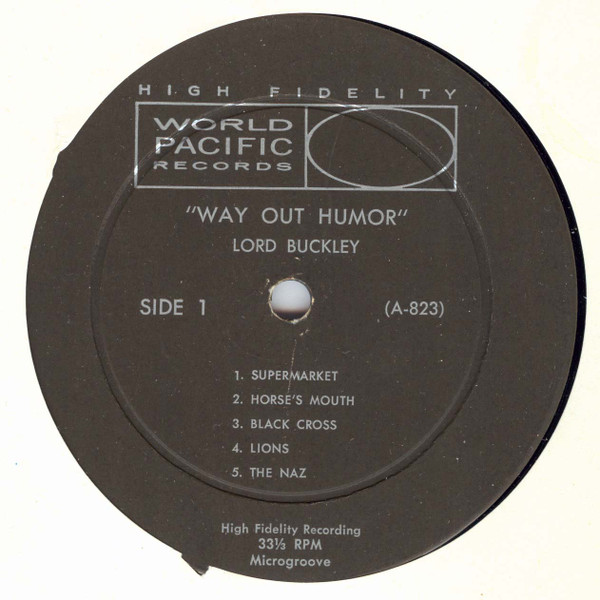 HIGH FIDELITY
WORLD
PACIFIC
RECORDS
"WAY OUT HUMOR"
LORD BUCKLEY
SIDE 1 (A-823)
1. SUPERMARKET
2. HORSE'S MOUTH
3. BLACK CROSS
4. LIONS
5. THE NAZ
High Fidelity Recording
33⅓ RPM
Microgroove